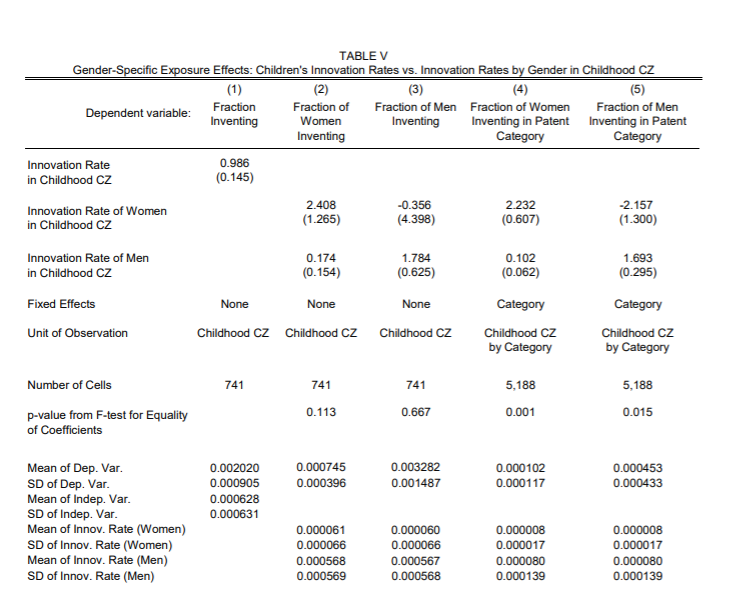 TABLE V
Gender-Specific Exposure Effects: Children's Innovation Rates vs. Innovation Rates by Gender in Childhood CZ
(1) (2) (3) (4) (5)
Dependent variable: Fraction Inventing Fraction of Women Inventing Fraction of Men Inventing Fraction of Women Inventing in Patent Category Fraction of Men Inventing in Patent Category
Innovation Rate 0.986
in Childhood CZ (0.145)
Innovation Rate of Women 2.408 -0.356 2.232 -2.157
in Childhood CZ (1.265) (4.398) (0.607) (1.300)
Innovation Rate of Men 0.174 1.784 0.102 1.693
in Childhood CZ (0.154) (0.625) (0.062) (0.295)
Fixed Effects None None None Category Category
Unit of Observation Childhood CZ Childhood CZ Childhood CZ Childhood CZ by Category Childhood CZ by Category
Number of Cells 741 741 741 5,188 5,188
p-value from F-test for Equality 0.113 0.667 0.001 0.015
of Coefficients
Mean of Dep. Var. 0.002020 0.000745 0.003282 0.000102 0.000453
SD of Dep. Var. 0.000905 0.000396 0.001487 0.000117 0.000433
Mean of Indep. Var. 0.000628
SD of Indep. Var. 0.000631
Mean of Innov. Rate (Women) 0.000061 0.000060 0.000008 0.000008
SD of Innov. Rate (Women) 0.000066 0.000066 0.000017 0.000017
Mean of Innov. Rate (Men) 0.000568 0.000567 0.000080 0.000080
SD of Innov. Rate (Men) 0.000569 0.000568 0.000139 0.000139